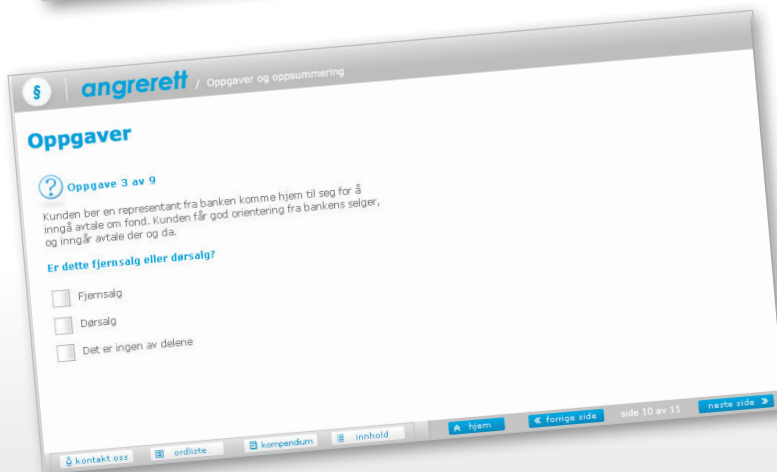 § angrerett / Oppgaver og oppsummering
Oppgaver
? Oppgave 3 av 9
Kunden ber en representant fra banken komme hjem til seg for å
inngå avtale om fond. Kunden får god orientering fra bankens selger,
og inngår avtale der og da.
Er dette fjernsalg eller dørsalg?
Fjernsalg
Dørsalg
Det er ingen av delene
kontakt oss ordliste kompendium innhold hjem forrige side side 10 av 11 neste side